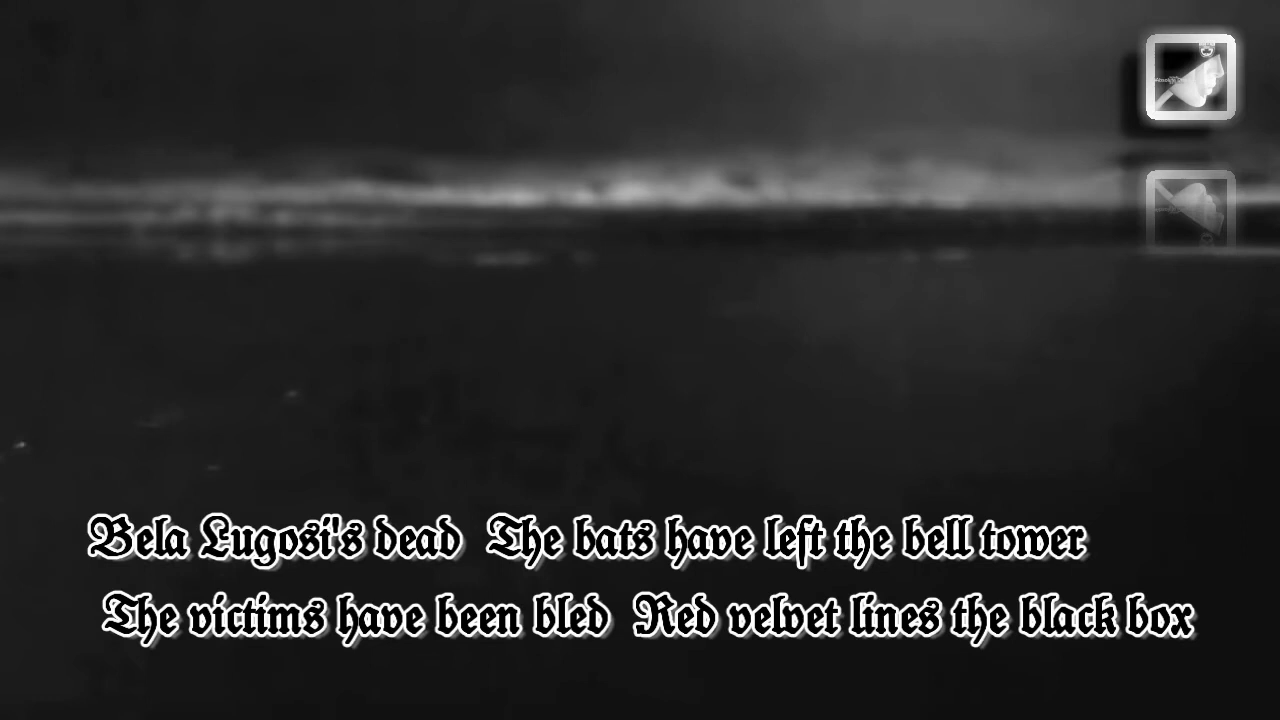 Bela Lugosi's dead The bats have left the bell tower
The victims have been bled Red velvet lines the black box